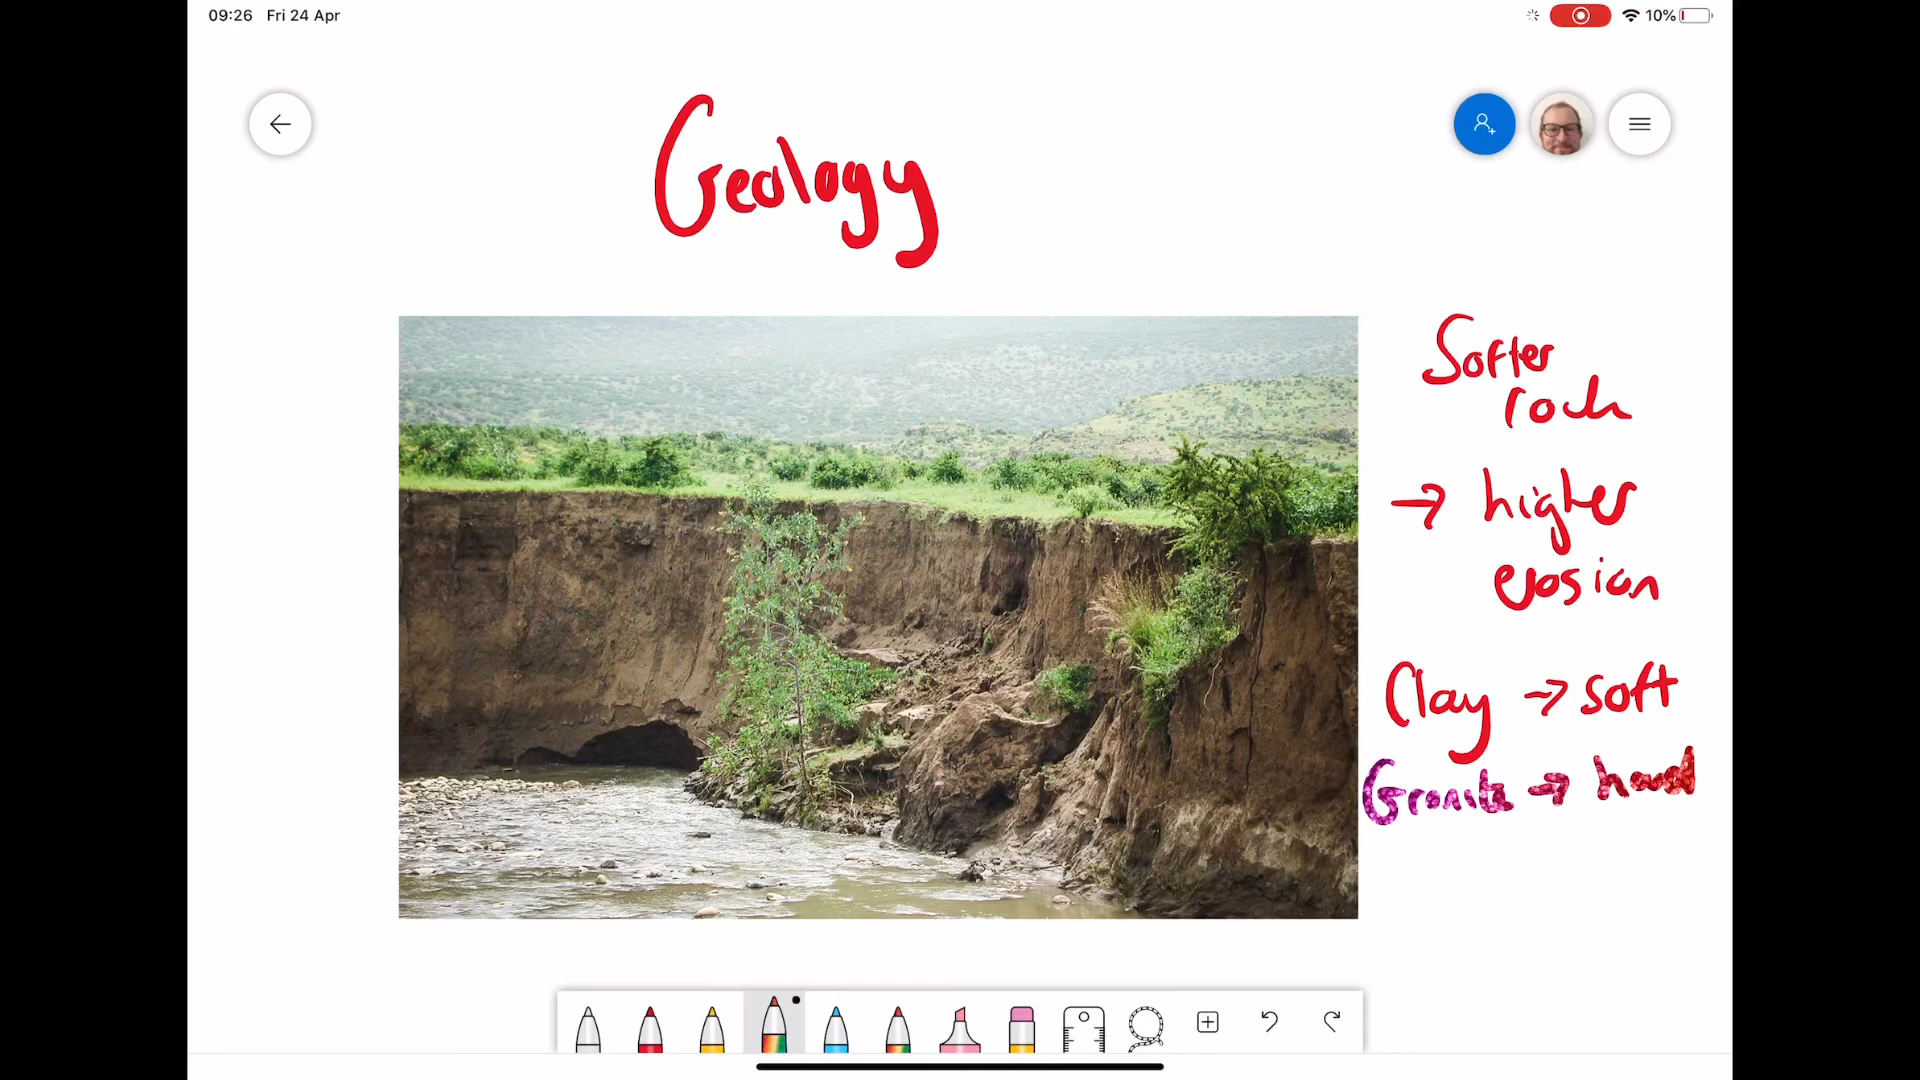 09:26 Fri 24 Apr
10%
Geology
Softer
rock
→ higher
erosion
Clay → soft
Granite → hard